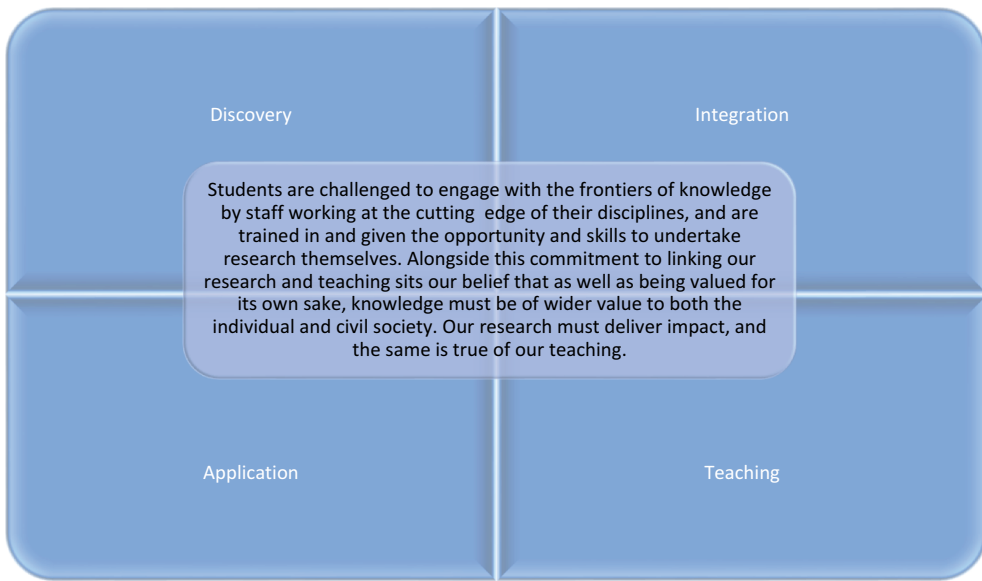 Discovery
Integration
Students are challenged to engage with the frontiers of knowledge
by staff working at the cutting  edge of their disciplines, and are
trained in and given the opportunity and skills to undertake
research themselves. Alongside this commitment to linking our
research and teaching sits our belief that as well as being valued for
its own sake, knowledge must be of wider value to both the
individual and civil society. Our research must deliver impact, and
the same is true of our teaching.
Application
Teaching